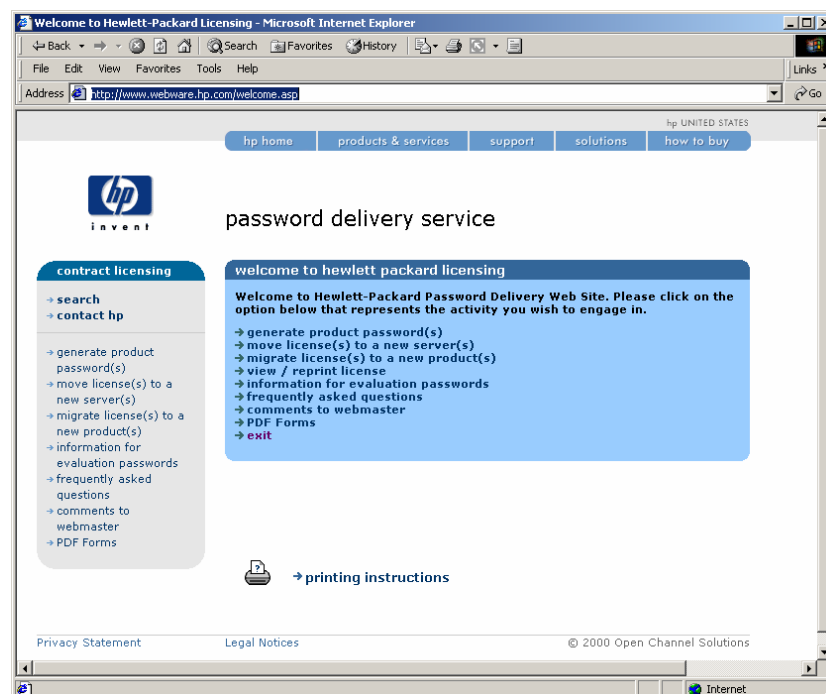 Welcome to Hewlett-Packard Licensing - Microsoft Internet Explorer
Back Search Favorites History
File Edit View Favorites Tools Help
Links »
Address http://www.webware.hp.com/welcome.asp Go
hp UNITED STATES
hp home products & services support solutions how to buy
hp
invent
password delivery service
contract licensing
search
contact hp
generate product
password(s)
move license(s) to a
new server(s)
migrate license(s) to a
new product(s)
information for
evaluation passwords
frequently asked
questions
comments to
webmaster
PDF Forms
welcome to hewlett packard licensing
Welcome to Hewlett-Packard Password Delivery Web Site. Please click on the
option below that represents the activity you wish to engage in.
generate product password(s)
move license(s) to a new server(s)
migrate license(s) to a new product(s)
view / reprint license
information for evaluation passwords
frequently asked questions
comments to webmaster
PDF Forms
exit
printing instructions
Privacy Statement Legal Notices © 2000 Open Channel Solutions
Internet